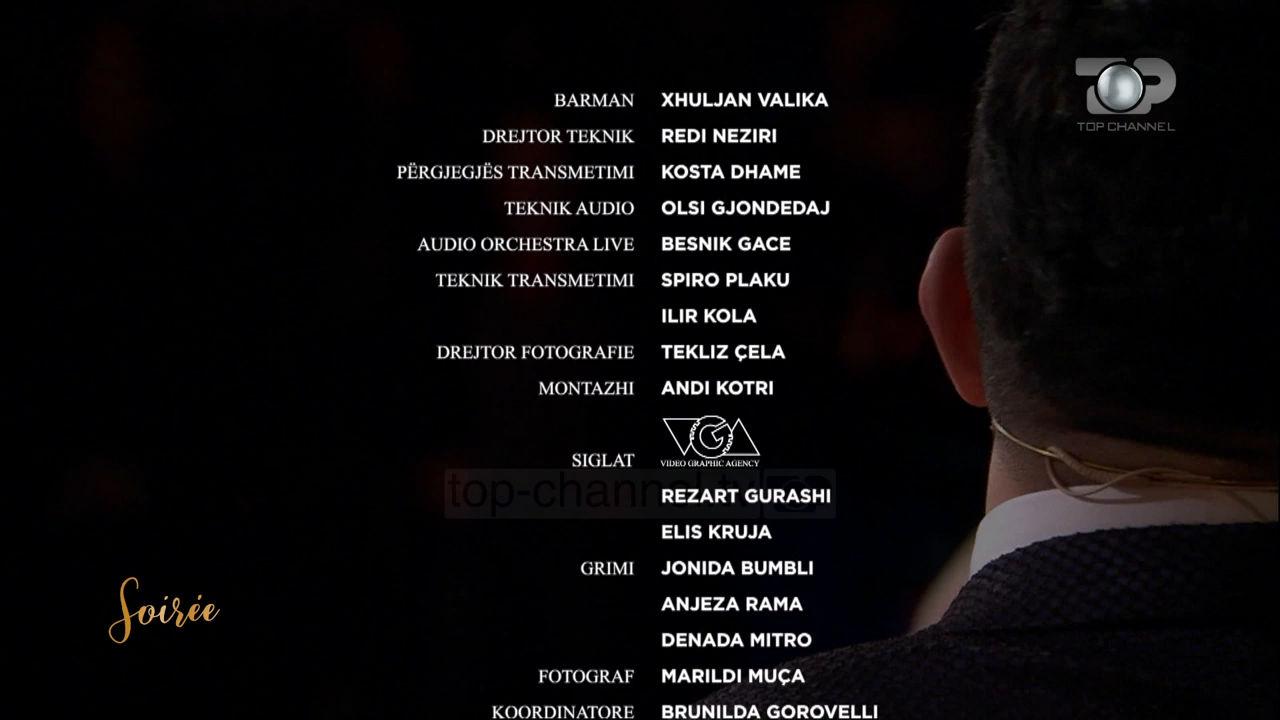 TOP CHANNEL
BARMAN XHULJAN VALIKA
DREJTOR TEKNIK REDI NEZIRI
PËRGJEGJËS TRANSMETIMI KOSTA DHAME
TEKNIK AUDIO OLSI GJONDEDAJ
AUDIO ORCHESTRA LIVE BESNIK GACE
TEKNIK TRANSMETIMI SPIRO PLAKU
ILIR KOLA
DREJTOR FOTOGRAFIE TEKLIZ ÇELA
MONTAZHI ANDI KOTRI
VGA
VIDEO GRAPHIC AGENCY
SIGLAT
top-channel.tv
REZART GURASHI
ELIS KRUJA
GRIMI JONIDA BUMBLI
ANJEZA RAMA
Soirée
DENADA MITRO
FOTOGRAF MARILDI MUÇA
KOORDINATORE BRUNILDA GOROVELLI